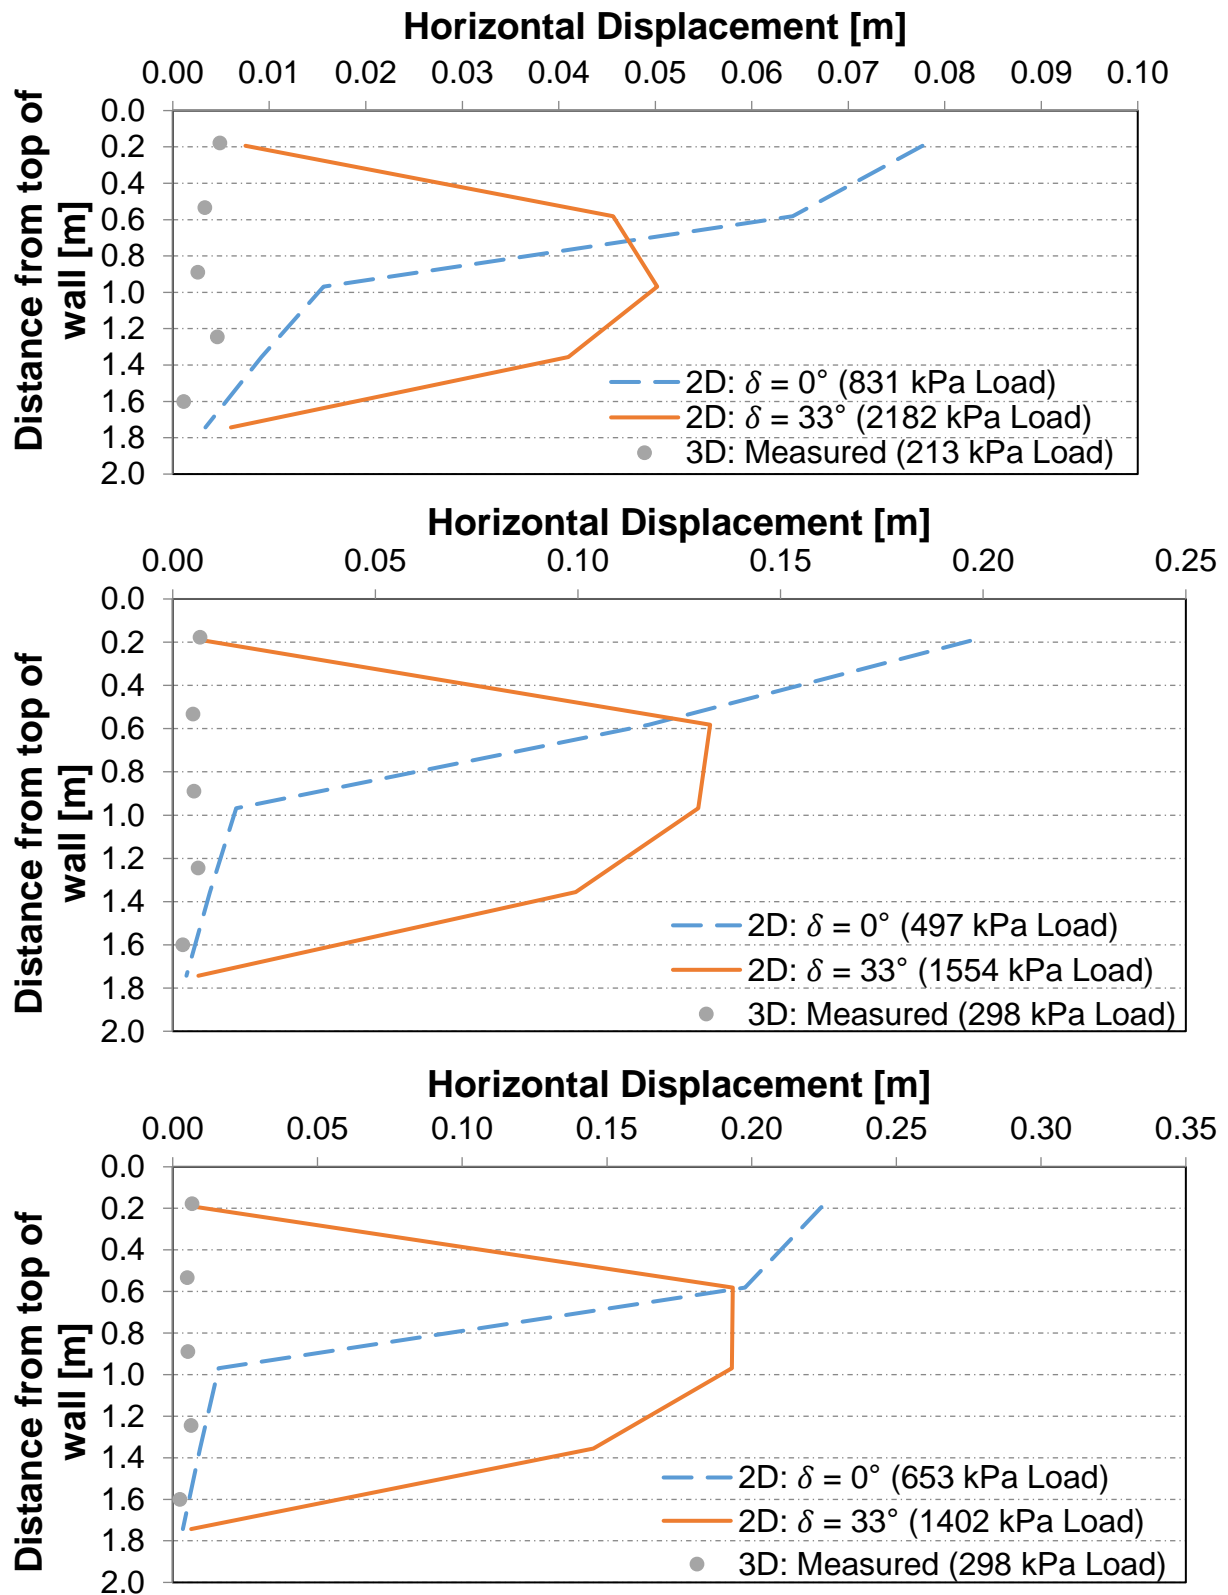 Horizontal Displacement [m]
0.00 0.01 0.02 0.03 0.04 0.05 0.06 0.07 0.08 0.09 0.10
Distance from top of
wall [m]
0.0
0.2
0.4
0.6
0.8
1.0
1.2
1.4
1.6
1.8
2.0
2D: δ = 0° (831 kPa Load)
2D: δ = 33° (2182 kPa Load)
3D: Measured (213 kPa Load)
Horizontal Displacement [m]
0.00 0.05 0.10 0.15 0.20 0.25
Distance from top of
wall [m]
0.0
0.2
0.4
0.6
0.8
1.0
1.2
1.4
1.6
1.8
2.0
2D: δ = 0° (497 kPa Load)
2D: δ = 33° (1554 kPa Load)
3D: Measured (298 kPa Load)
Horizontal Displacement [m]
0.00 0.05 0.10 0.15 0.20 0.25 0.30 0.35
Distance from top of
wall [m]
0.0
0.2
0.4
0.6
0.8
1.0
1.2
1.4
1.6
1.8
2.0
2D: δ = 0° (653 kPa Load)
2D: δ = 33° (1402 kPa Load)
3D: Measured (298 kPa Load)